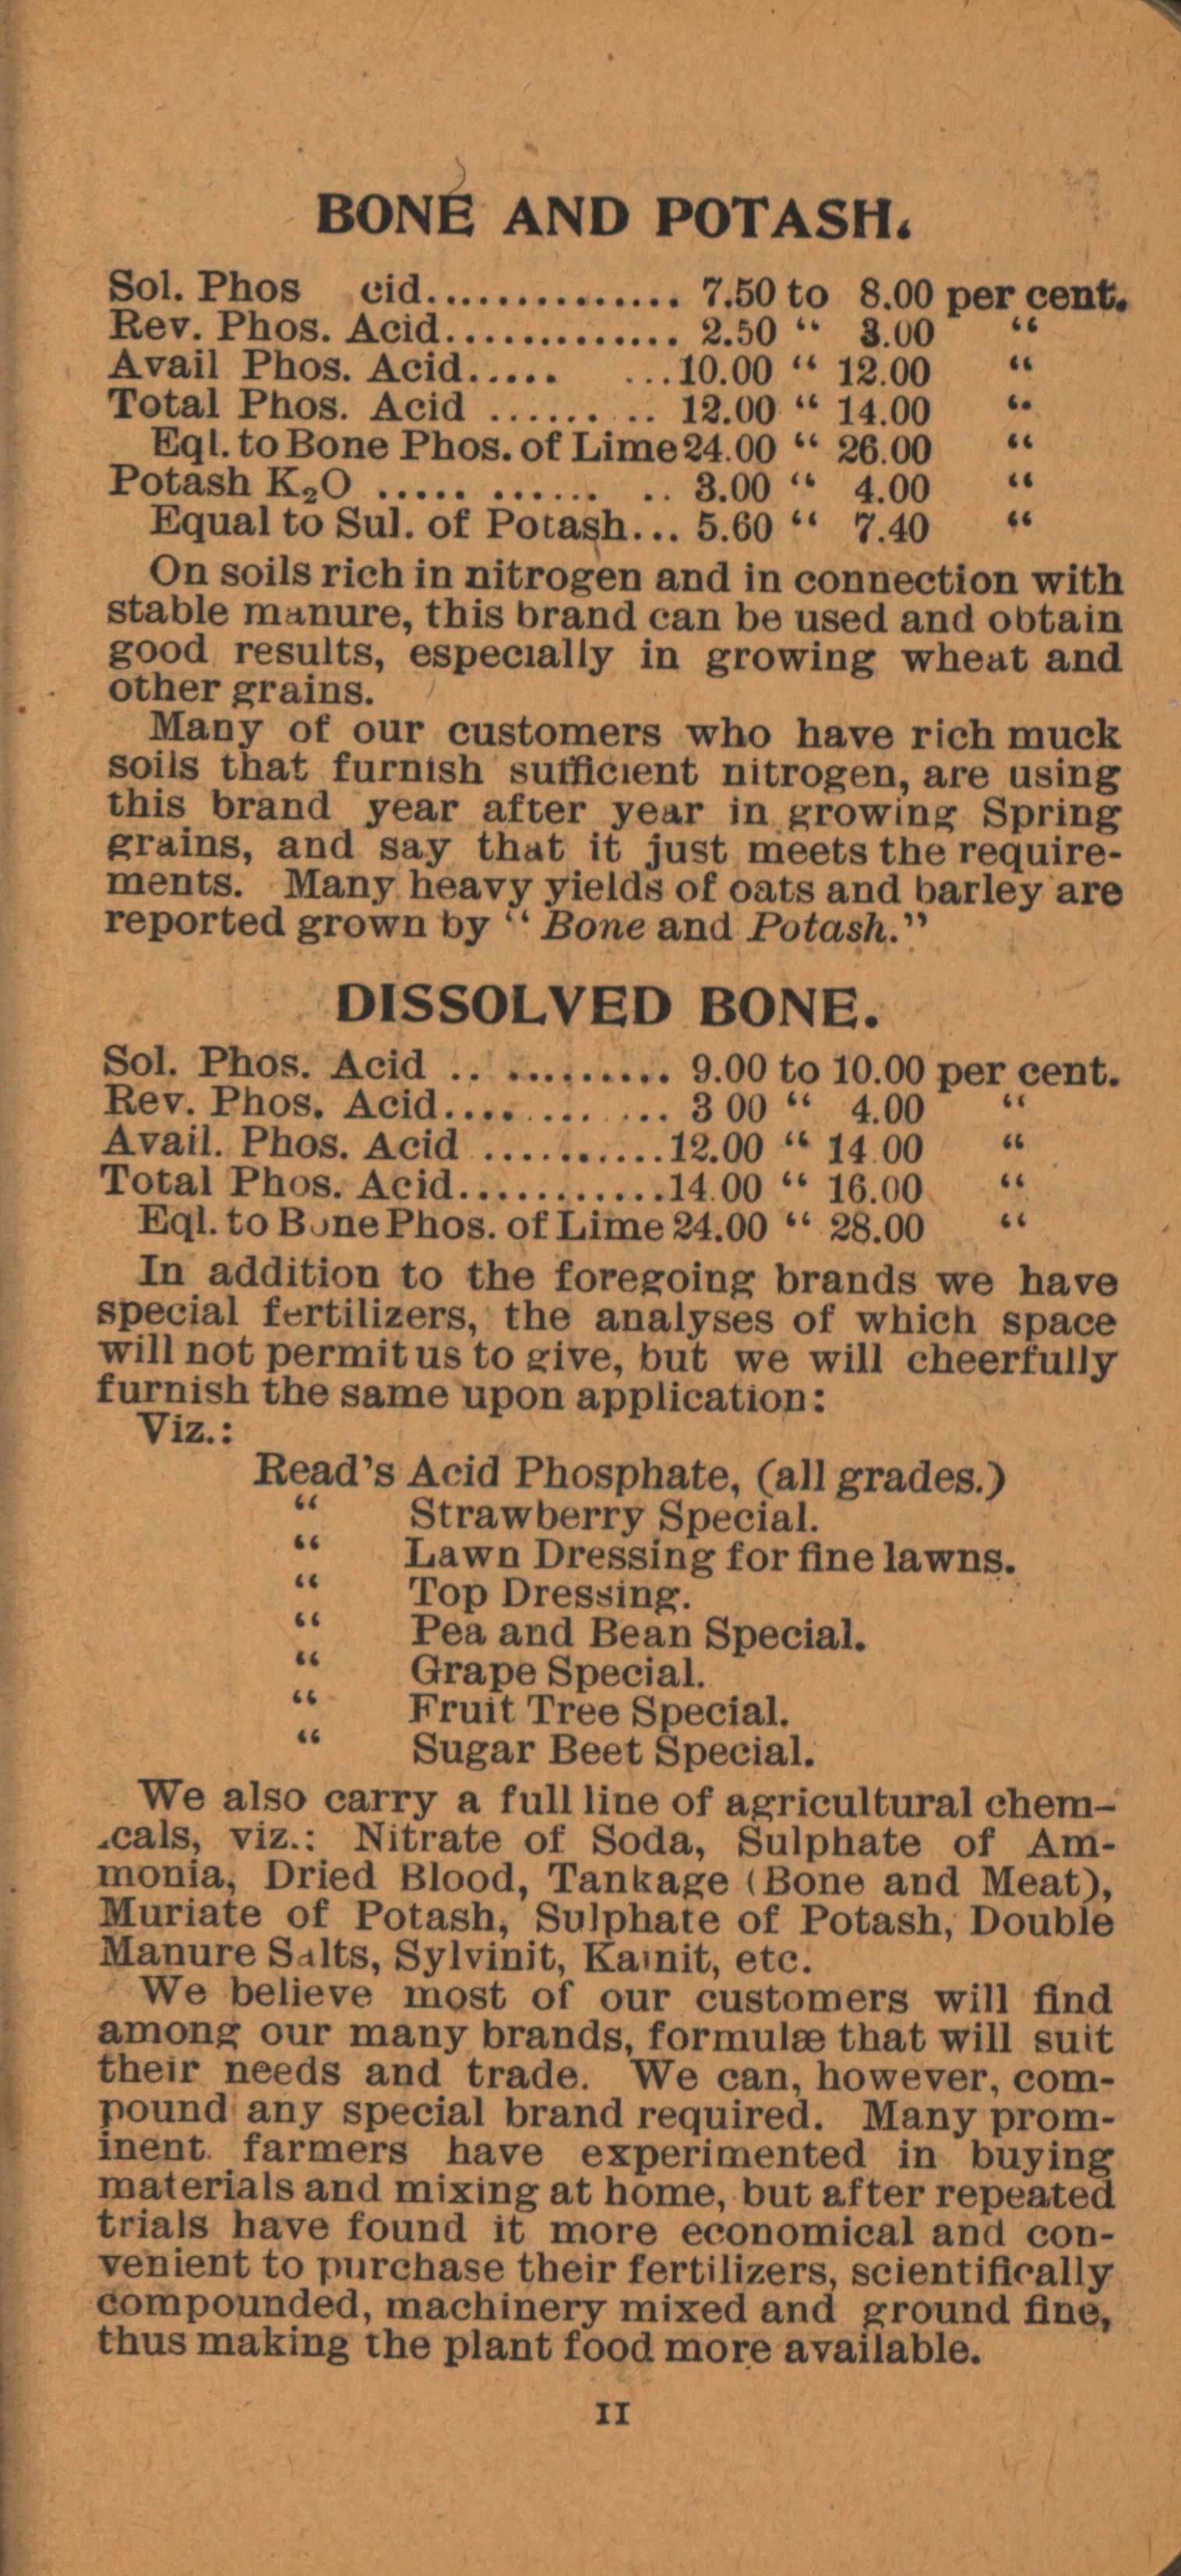 BONE AND POTASH.
Sol. Phos cid............... 7.50 to 8.00 per cent.
Rev. Phos. Acid.............. 2.50 “ 3.00 “
Avail Phos. Acid..... ...10.00 “ 12.00 “
Total Phos. Acid ......... .. 12.00 “ 14.00 “
Eql. to Bone Phos. of Lime 24.00 “ 26.00 “
Potash K₂O ..... ...... .. 3.00 “ 4.00 “
Equal to Sul. of Potash... 5.60 “ 7.40 “
On soils rich in nitrogen and in connection with
stable manure, this brand can be used and obtain
good results, especially in growing wheat and
other grains.
Many of our customers who have rich muck
soils that furnish sufficient nitrogen, are using
this brand year after year in growing Spring
grains, and say that it just meets the require-
ments. Many heavy yields of oats and barley are
reported grown by “ Bone and Potash.”
DISSOLVED BONE.
Sol. Phos. Acid .. .......... 9.00 to 10.00 per cent.
Rev. Phos. Acid.... .... ... 3 00 “ 4.00 “
Avail. Phos. Acid ...........12.00 “ 14.00 “
Total Phos. Acid............14.00 “ 16.00 “
Eql. to Bone Phos. of Lime 24.00 “ 28.00 “
In addition to the foregoing brands we have
special fertilizers, the analyses of which space
will not permit us to give, but we will cheerfully
furnish the same upon application:
Viz.:
Read’s Acid Phosphate, (all grades.)
“ Strawberry Special.
“ Lawn Dressing for fine lawns.
“ Top Dressing.
“ Pea and Bean Special.
“ Grape Special.
“ Fruit Tree Special.
“ Sugar Beet Special.
We also carry a full line of agricultural chem-
cals, viz.: Nitrate of Soda, Sulphate of Am-
monia, Dried Blood, Tankage (Bone and Meat),
Muriate of Potash, Sulphate of Potash, Double
Manure Salts, Sylvinit, Kainit, etc.
We believe most of our customers will find
among our many brands, formulæ that will suit
their needs and trade. We can, however, com-
pound any special brand required. Many prom-
inent farmers have experimented in buying
materials and mixing at home, but after repeated
trials have found it more economical and con-
venient to purchase their fertilizers, scientifically
compounded, machinery mixed and ground fine,
thus making the plant food more available.
11